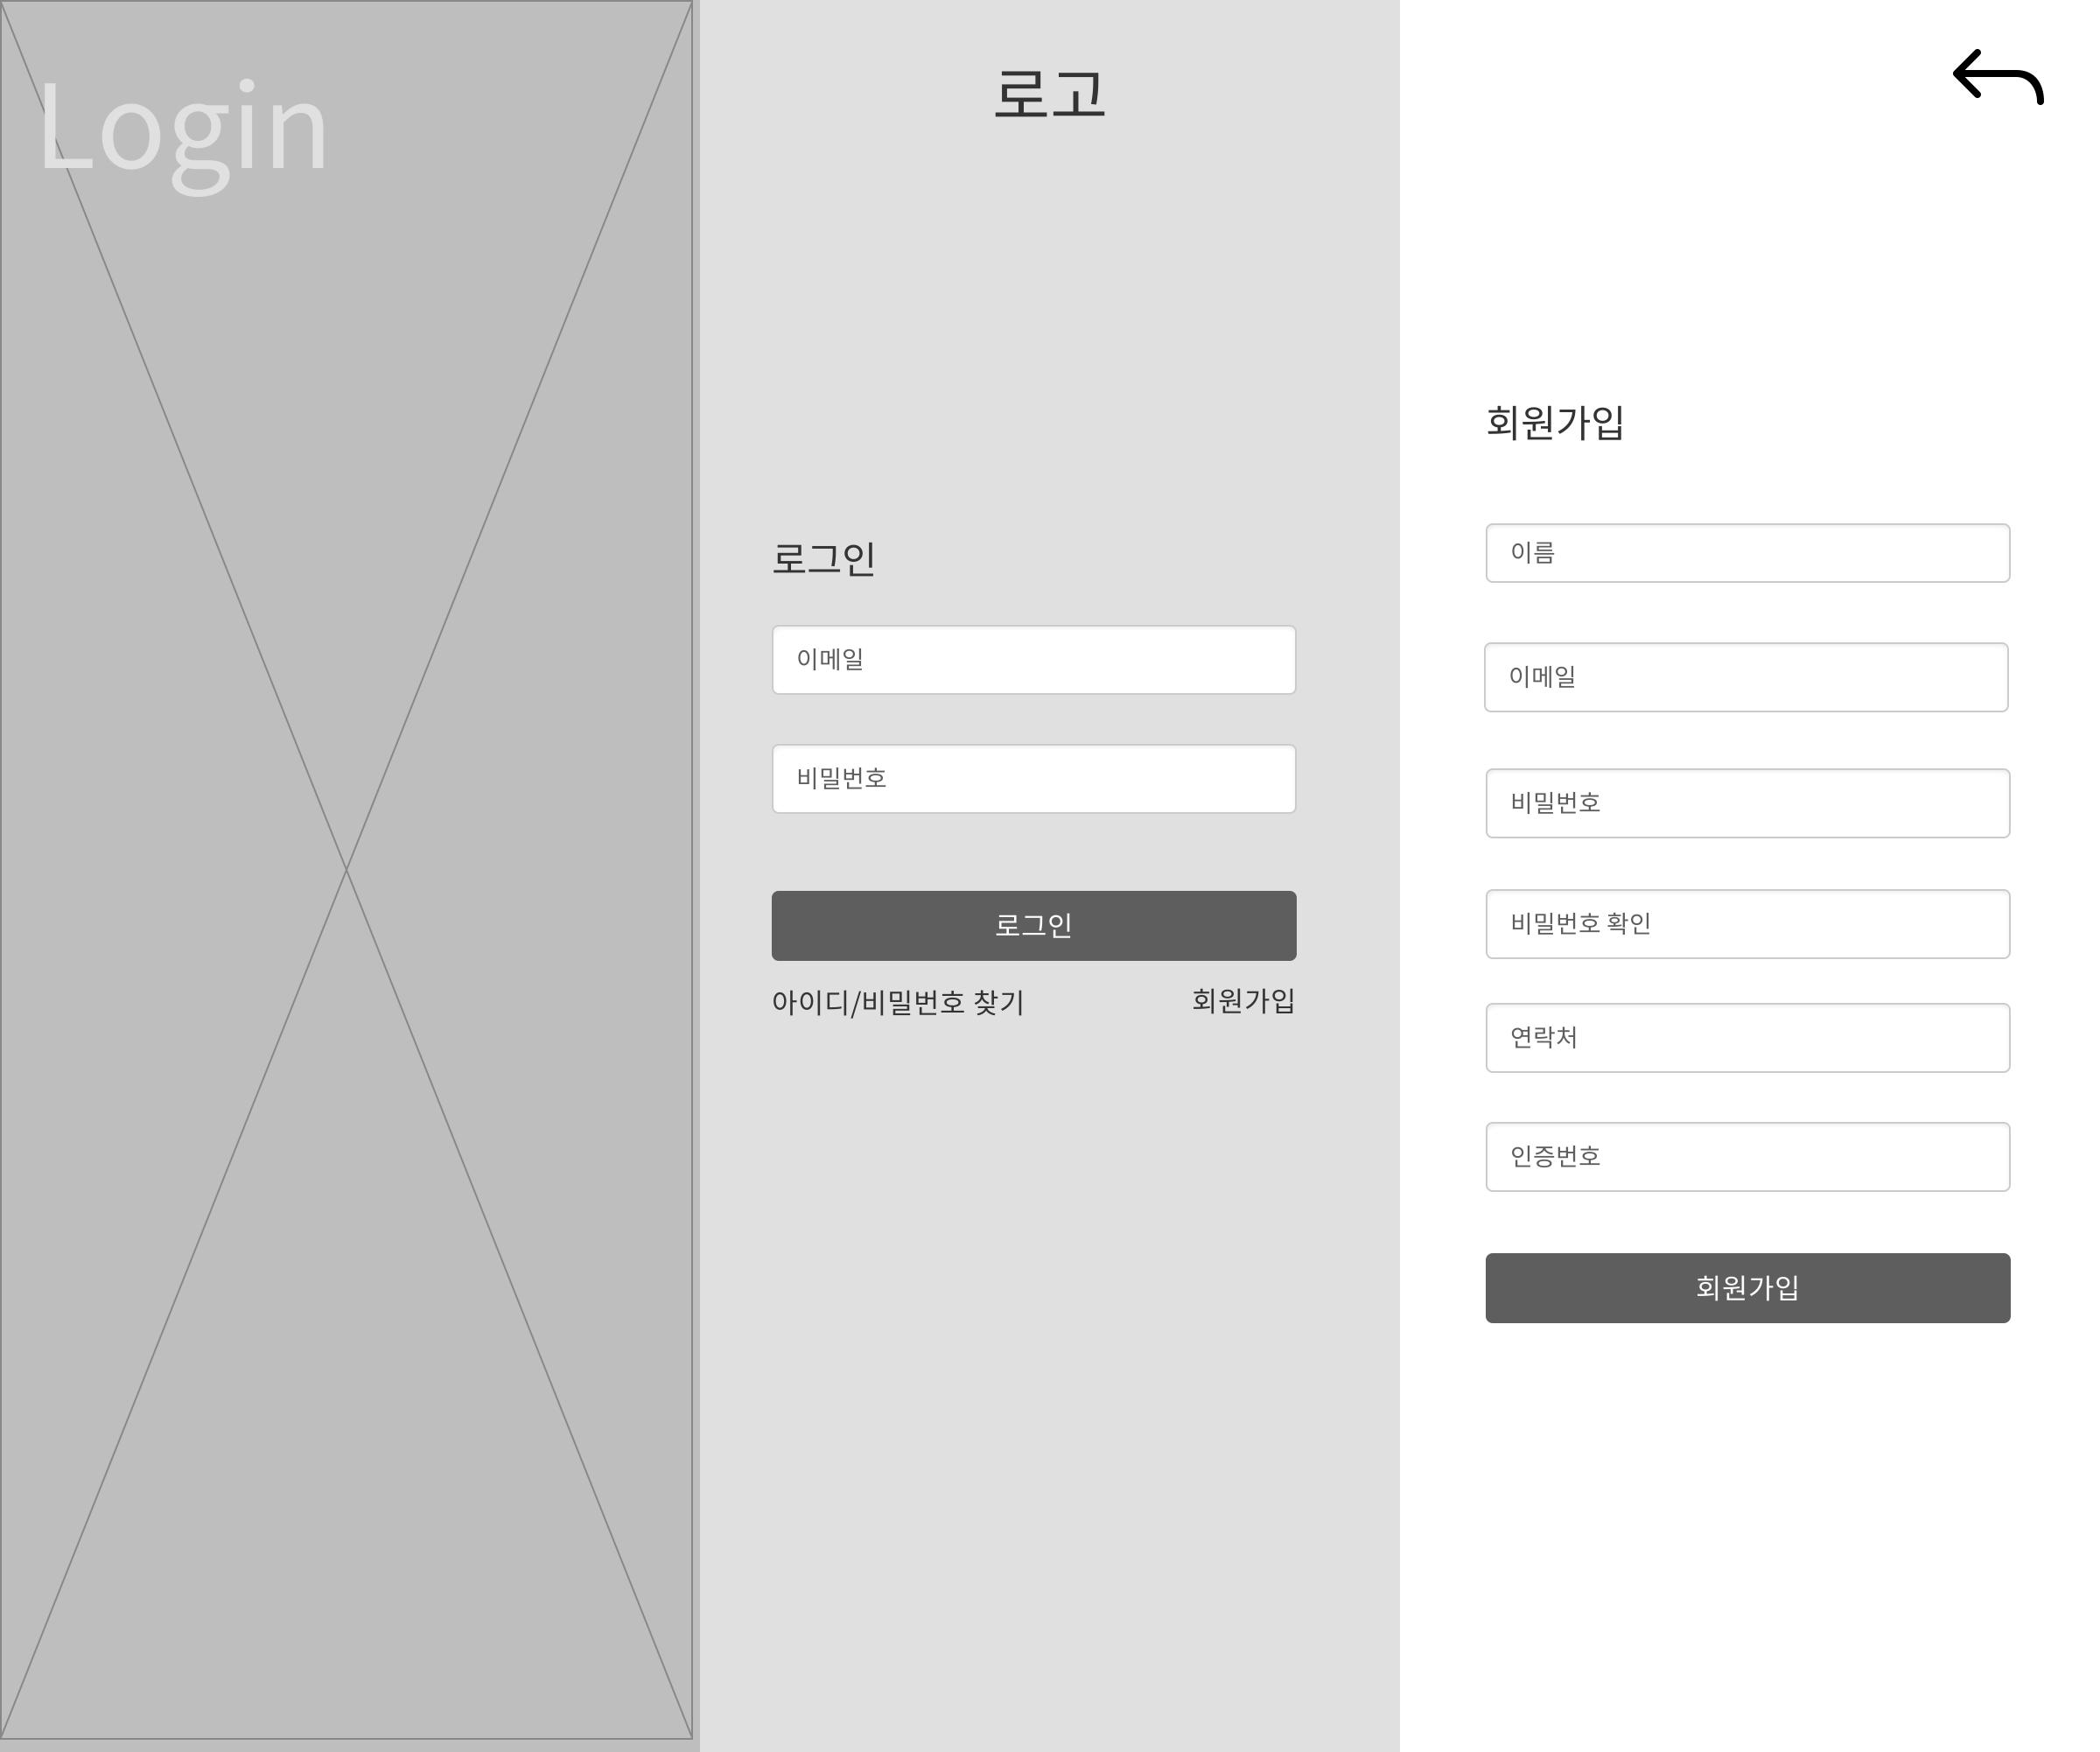 Login
로고
로그인
이메일
비밀번호
로그인
아이디/비밀번호 찾기
회원가입
회원가입
이름
이메일
비밀번호
비밀번호 확인
연락처
인증번호
회원가입